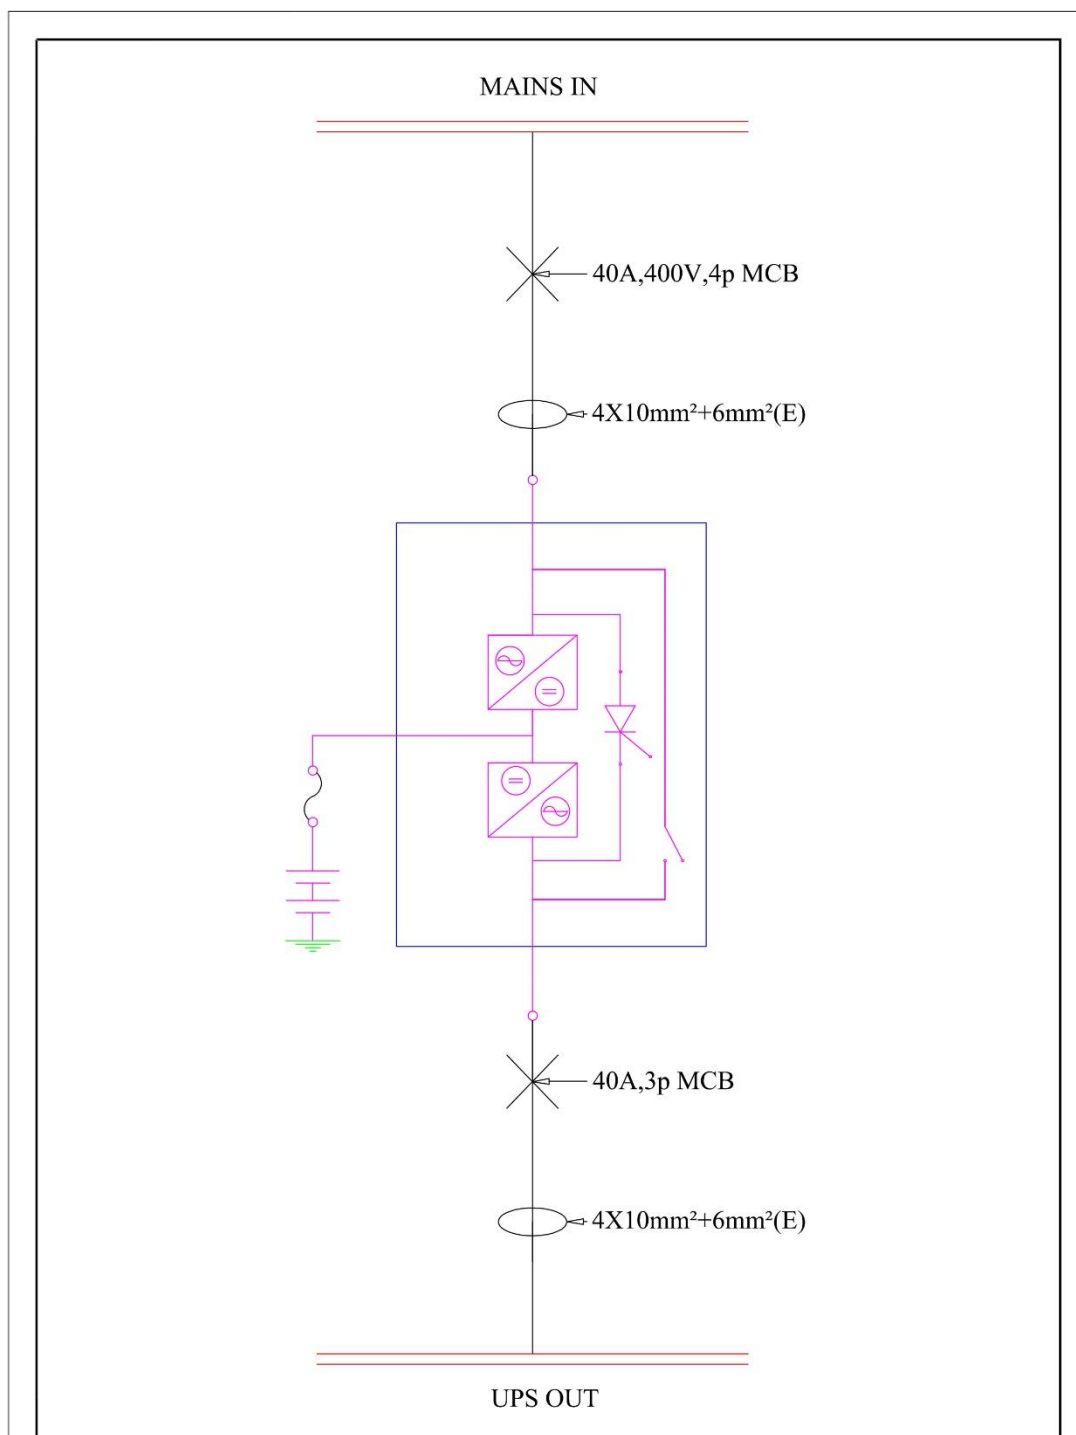 MAINS IN
40A,400V,4p MCB
4X10mm²+6mm²(E)
40A,3p MCB
4X10mm²+6mm²(E)
UPS OUT